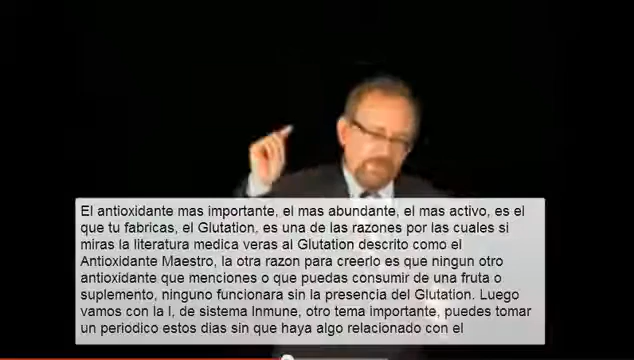 El antioxidante mas importante, el mas abundante, el mas activo, es el
que tu fabricas, el Glutation, es una de las razones por las cuales si
miras la literatura medica veras al Glutation descrito como el
Antioxidante Maestro, la otra razon para creerlo es que ningun otro
antioxidante que menciones o que puedas consumir de una fruta o
suplemento, ninguno funcionara sin la presencia del Glutation. Luego
vamos con la I, de sistema Inmune, otro tema importante, puedes tomar
un periodico estos dias sin que haya algo relacionado con el